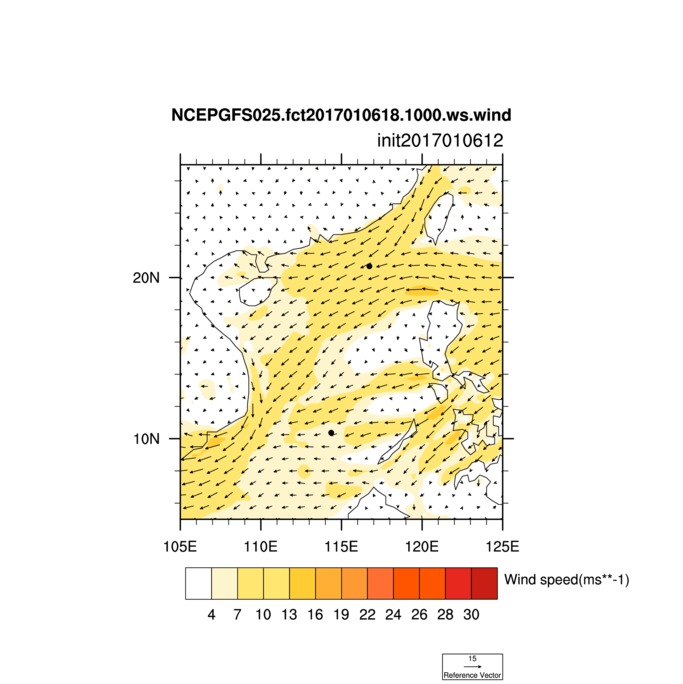 NCEPGFS025.fct2017010618.1000.ws.wind
init2017010612
20N
10N
105E 110E 115E 120E 125E
Wind speed(ms**-1)
4 7 10 13 16 19 22 24 26 28 30
15
Reference Vector